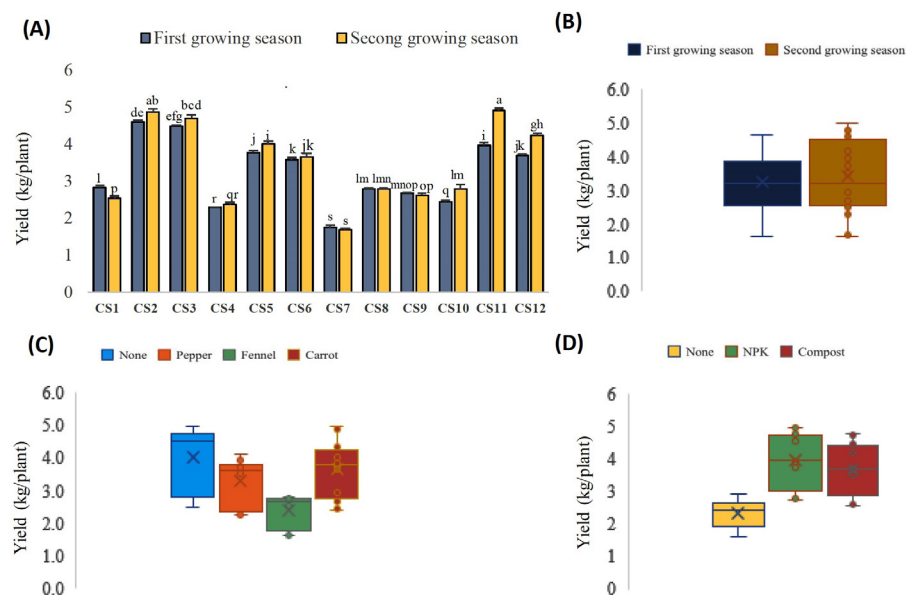 (A)
First growing season Secong growing season
Yield (kg/plant)
6
5
4
3
2
1
0
l p de ab efg bcd r qr j i k jk s s lm lmn mnop op q lm i a jk gh
CS1 CS2 CS3 CS4 CS5 CS6 CS7 CS8 CS9 CS10 CS11 CS12
(B)
First growing season Second growing season
Yield (kg/plant)
6.0
5.0
4.0
3.0
2.0
1.0
0.0
(C)
None Pepper Fennel Carrot
Yield (kg/plant)
6.0
5.0
4.0
3.0
2.0
1.0
0.0
(D)
None NPK Compost
Yield (kg/plant)
6
5
4
3
2
1
0